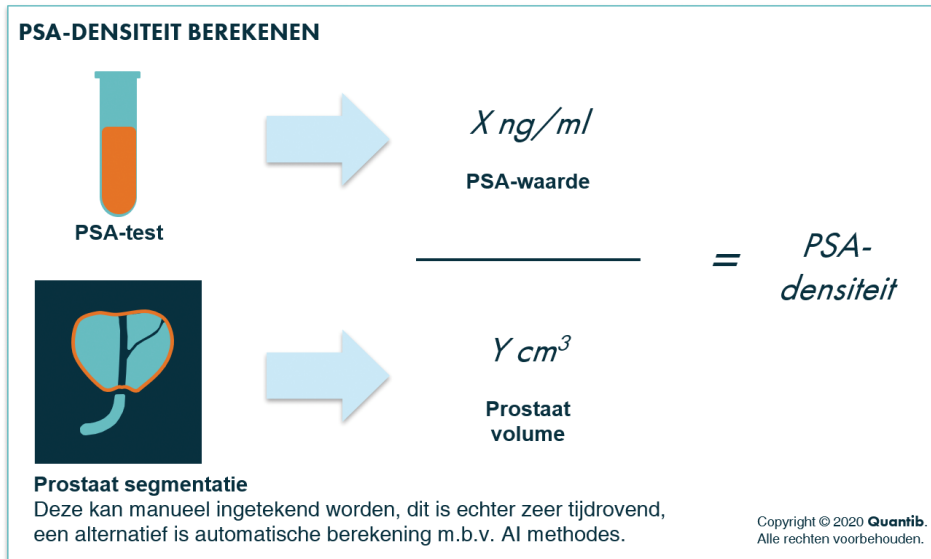 PSA-DENSITEIT BEREKENEN
X ng/ml
PSA-waarde
PSA-test
=
PSA-
densiteit
Y cm³
Prostaat
volume
Prostaat segmentatie
Deze kan manueel ingetekend worden, dit is echter zeer tijdrovend,
een alternatief is automatische berekening m.b.v. AI methodes.
Copyright © 2020 Quantib.
Alle rechten voorbehouden.